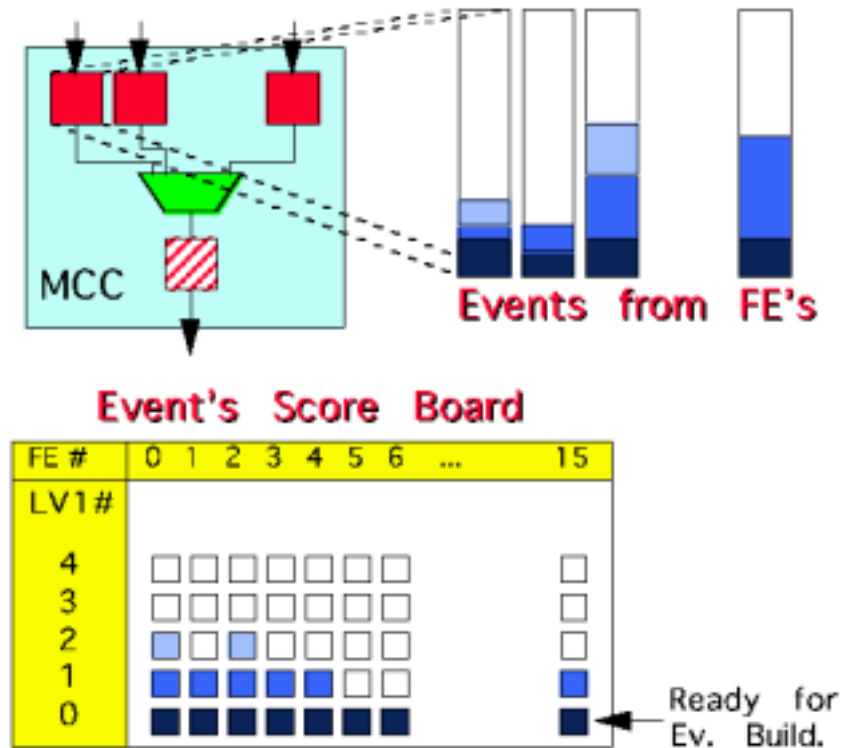 MCC
Events from FE's
Event's Score Board
FE # 0 1 2 3 4 5 6 ... 15
LV1#
4
3
2
1
0
Ready for
Ev. Build.